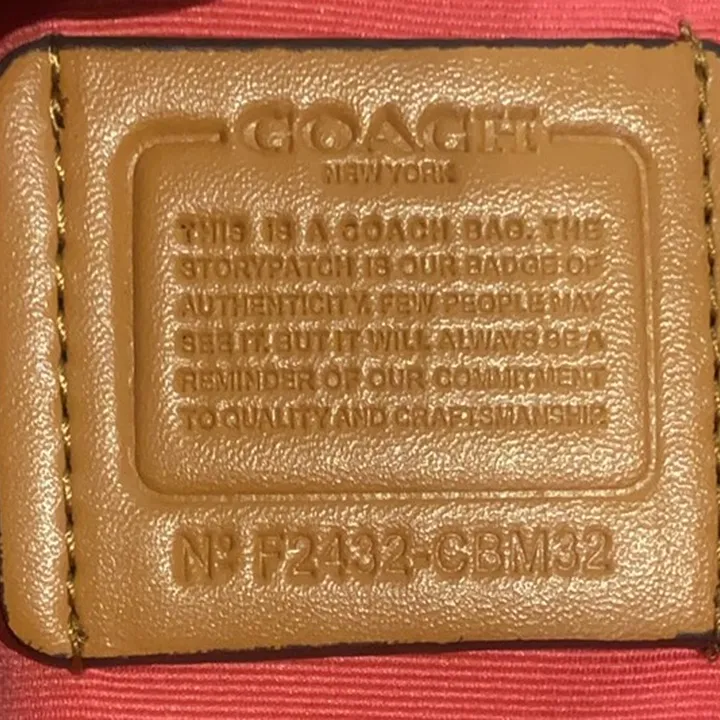 COACH
NEW YORK
THIS IS A COACH BAG. THE
STORYPATCH IS OUR BADGE OF
AUTHENTICITY. FEW PEOPLE MAY
SEE IT. BUT IT WILL ALWAYS BE A
REMINDER OF OUR COMMITMENT
TO QUALITY AND CRAFTSMANSHIP.
Nº F2432-CBM32